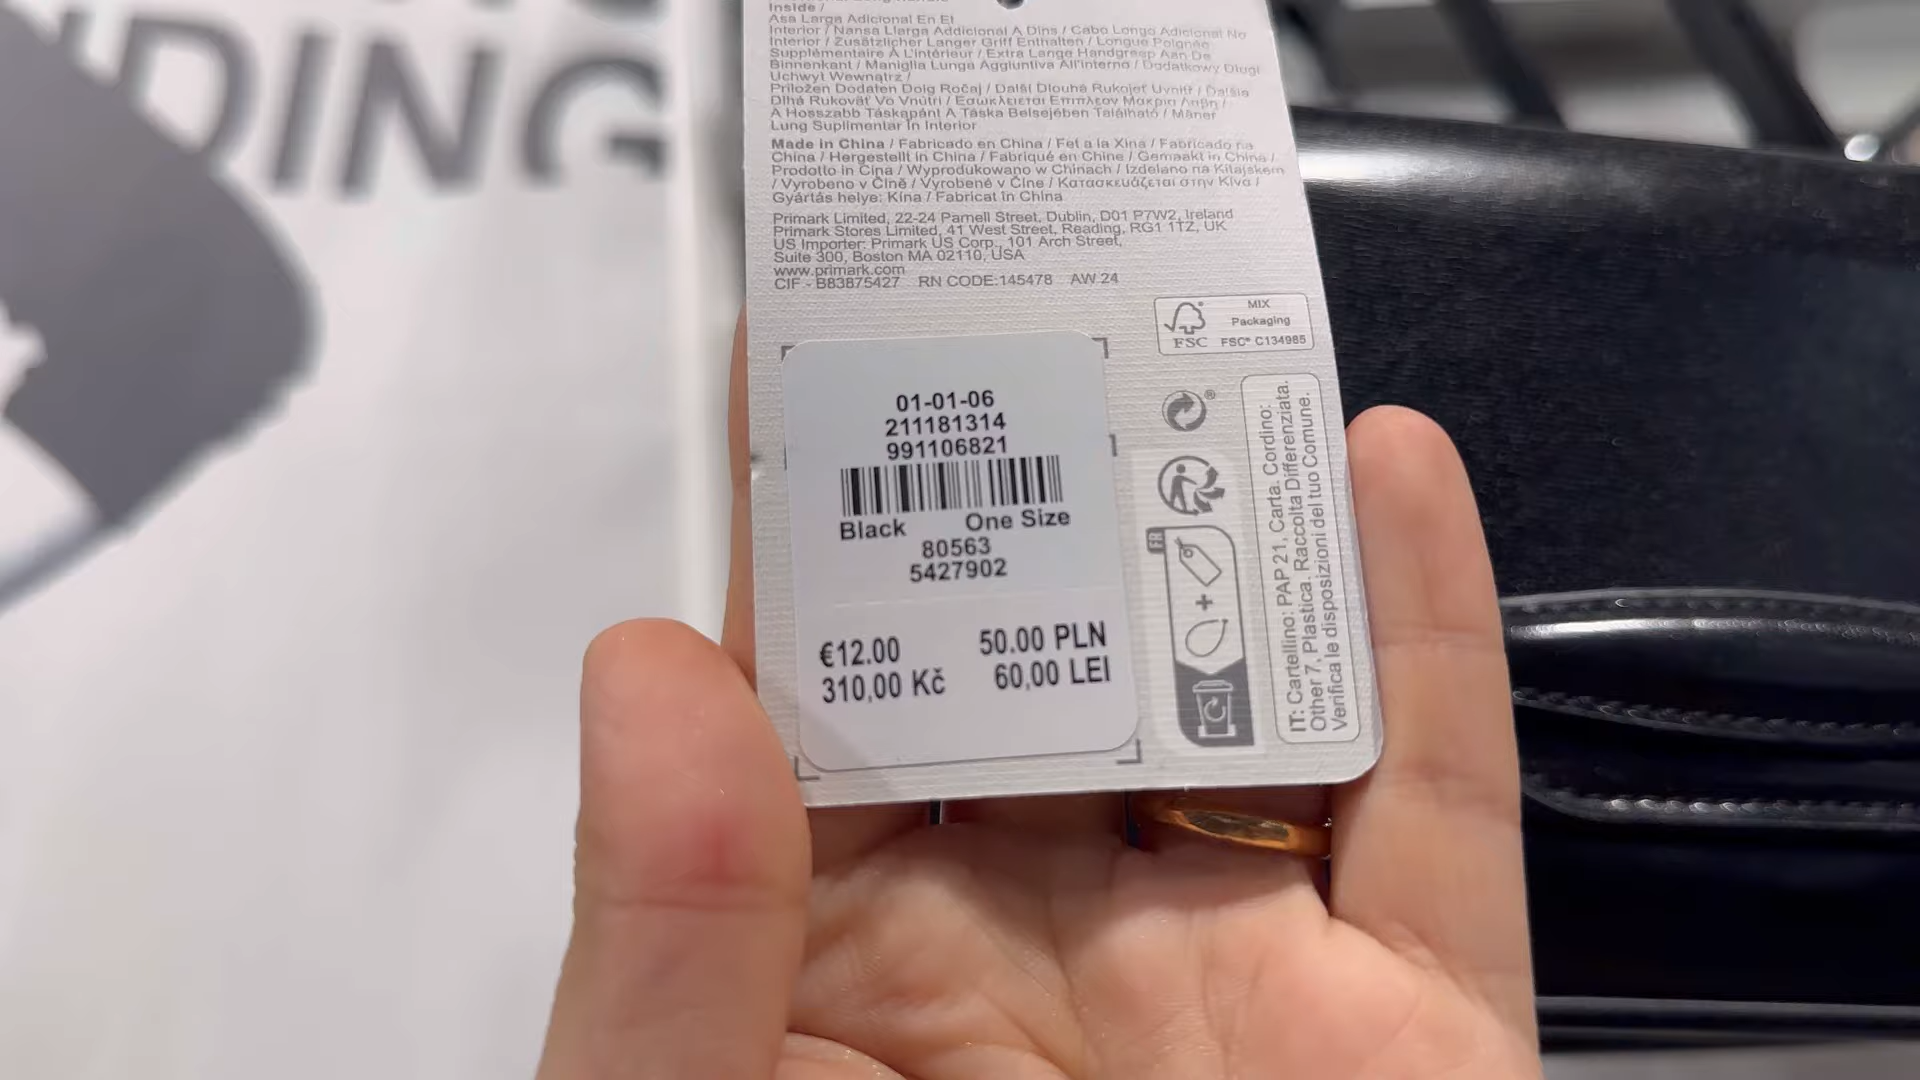 DING
Inside /
Asa Larga Adicional En El
Interior / Nansa Llarga Addicional A Dins / Cabo Longo Adicional No
Interior / Zusätzlicher Langer Griff Enthalten / Longue Poignée
Supplémentaire À L'intérieur / Extra Lange Handgreep Aan De
Binnenkant / Maniglia Lunga Aggiuntiva All'interno / Dodatkowy Długi
Uchwyt Wewnątrz /
Priložen Dodaten Dolg Ročaj / Další Dlouhá Rukojeť Uvnitř / Ďalšia
Dlhá Rukoväť Vo Vnútri / Εσωκλειεται Επιπλεον Μακρια Λαβη /
A Hosszabb Táskapánt A Táska Belsejében Található / Mâner
Lung Suplimentar În Interior
Made in China / Fabricado en China / Fet a la Xina / Fabricado na
China / Hergestellt in China / Fabriqué en Chine / Gemaakt in China /
Prodotto in Cina / Wyprodukowano w Chinach / Izdelano na Kitajskem
/ Vyrobeno v Číně / Vyrobené v Číne / Κατασκευάζεται στην Κίνα /
Gyártás helye: Kína / Fabricat în China
Primark Limited, 22-24 Parnell Street, Dublin, D01 P7W2, Ireland
Primark Stores Limited, 41 West Street, Reading, RG1 1TZ, UK
US Importer: Primark US Corp., 101 Arch Street,
Suite 300, Boston MA 02110, USA
www.primark.com
CIF - B83875427 RN CODE:145478 AW 24
MIX
Packaging
FSC FSC® C134985
01-01-06
211181314
991106821
Black One Size
80563
5427902
€12.00 50.00 PLN
310,00 Kč 60,00 LEI
FR
IT: Cartellino: PAP 21, Carta. Cordino:
Other 7, Plastica. Raccolta Differenziata.
Verifica le disposizioni del tuo Comune.